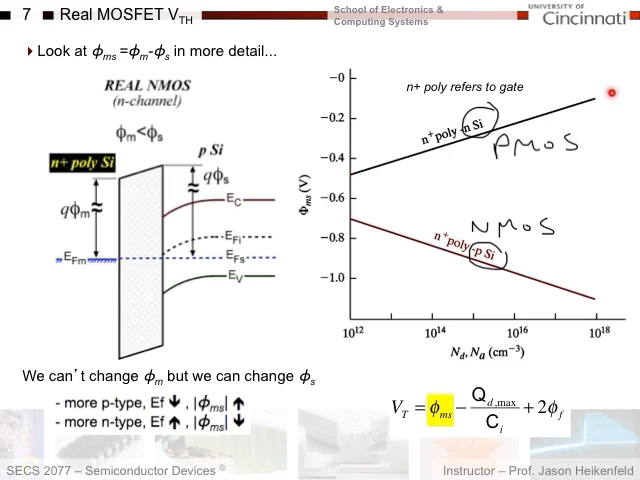 7 Real MOSFET V_TH
School of Electronics &
Computing Systems
UNIVERSITY OF
Cincinnati
Look at ϕms =ϕm-ϕs in more detail...
REAL NMOS
(n-channel)
ϕm<ϕs
n+ poly Si
p Si
qϕm
qϕs
EC
EFi
EFm
EFs
EV
−0
−0.2
−0.4
−0.6
−0.8
−1.0
Φms (V)
n+ poly refers to gate
n+poly-n Si
PMOS
NMOS
n+poly-p Si
10^12
10^14
10^16
10^18
Nd, Na (cm−3)
We can't change ϕm but we can change ϕs
- more p-type, Ef 🡇 , |ϕms| 🡅
- more n-type, Ef 🡅 , |ϕms| 🡇
VT = ϕms − Qd,max / Ci + 2ϕf
SECS 2077 – Semiconductor Devices ©
Instructor – Prof. Jason Heikenfeld